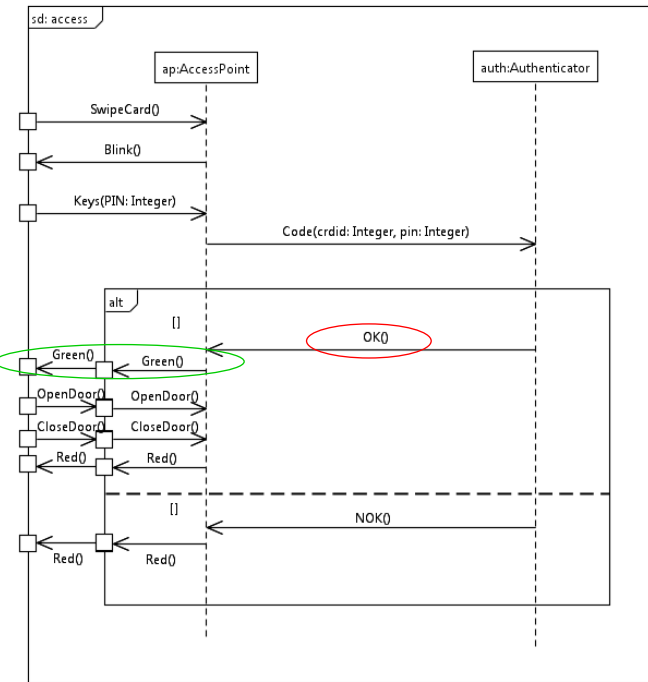 sd: access
ap:AccessPoint
auth:Authenticator
SwipeCard()
Blink()
Keys(PIN: Integer)
Code(crdid: Integer, pin: Integer)
alt
[]
OK()
Green()
Green()
OpenDoor()
OpenDoor()
CloseDoor()
CloseDoor()
Red()
Red()
[]
NOK()
Red()
Red()